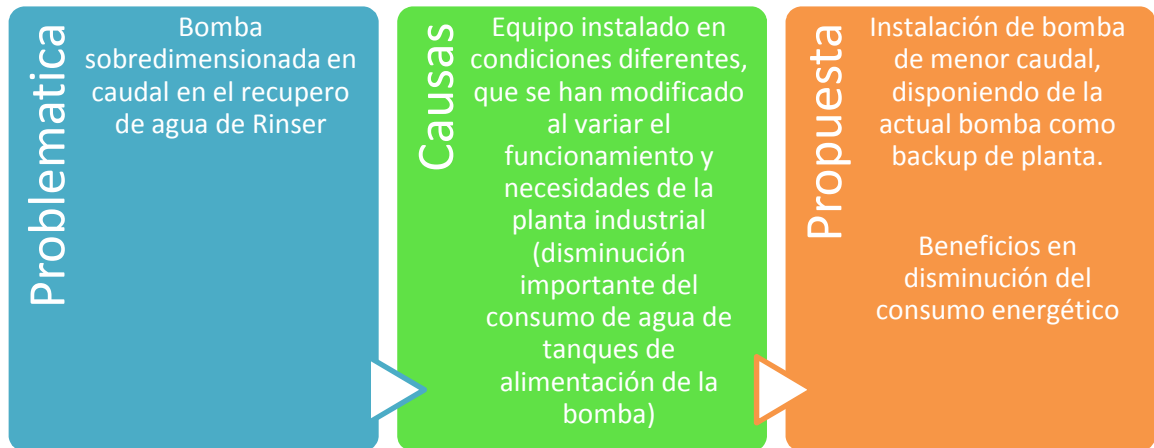 Problematica
Bomba
sobredimensionada en
caudal en el recupero
de agua de Rinser
Causas
Equipo instalado en
condiciones diferentes,
que se han modificado
al variar el
funcionamiento y
necesidades de la
planta industrial
(disminución
importante del
consumo de agua de
tanques de
alimentación de la
bomba)
Propuesta
Instalación de bomba
de menor caudal,
disponiendo de la
actual bomba como
backup de planta.
Beneficios en
disminución del
consumo energético